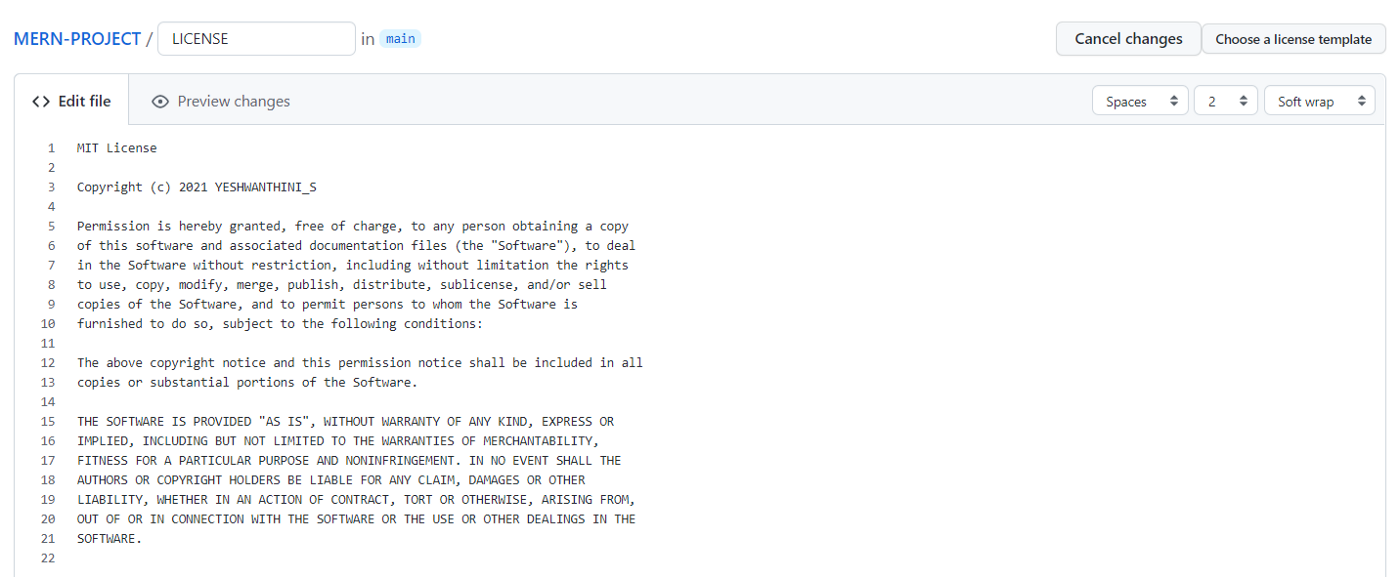 MERN-PROJECT / LICENSE in main Cancel changes Choose a license template
<> Edit file Preview changes Spaces 2 Soft wrap
1 MIT License
2
3 Copyright (c) 2021 YESHWANTHINI_S
4
5 Permission is hereby granted, free of charge, to any person obtaining a copy
6 of this software and associated documentation files (the "Software"), to deal
7 in the Software without restriction, including without limitation the rights
8 to use, copy, modify, merge, publish, distribute, sublicense, and/or sell
9 copies of the Software, and to permit persons to whom the Software is
10 furnished to do so, subject to the following conditions:
11
12 The above copyright notice and this permission notice shall be included in all
13 copies or substantial portions of the Software.
14
15 THE SOFTWARE IS PROVIDED "AS IS", WITHOUT WARRANTY OF ANY KIND, EXPRESS OR
16 IMPLIED, INCLUDING BUT NOT LIMITED TO THE WARRANTIES OF MERCHANTABILITY,
17 FITNESS FOR A PARTICULAR PURPOSE AND NONINFRINGEMENT. IN NO EVENT SHALL THE
18 AUTHORS OR COPYRIGHT HOLDERS BE LIABLE FOR ANY CLAIM, DAMAGES OR OTHER
19 LIABILITY, WHETHER IN AN ACTION OF CONTRACT, TORT OR OTHERWISE, ARISING FROM,
20 OUT OF OR IN CONNECTION WITH THE SOFTWARE OR THE USE OR OTHER DEALINGS IN THE
21 SOFTWARE.
22